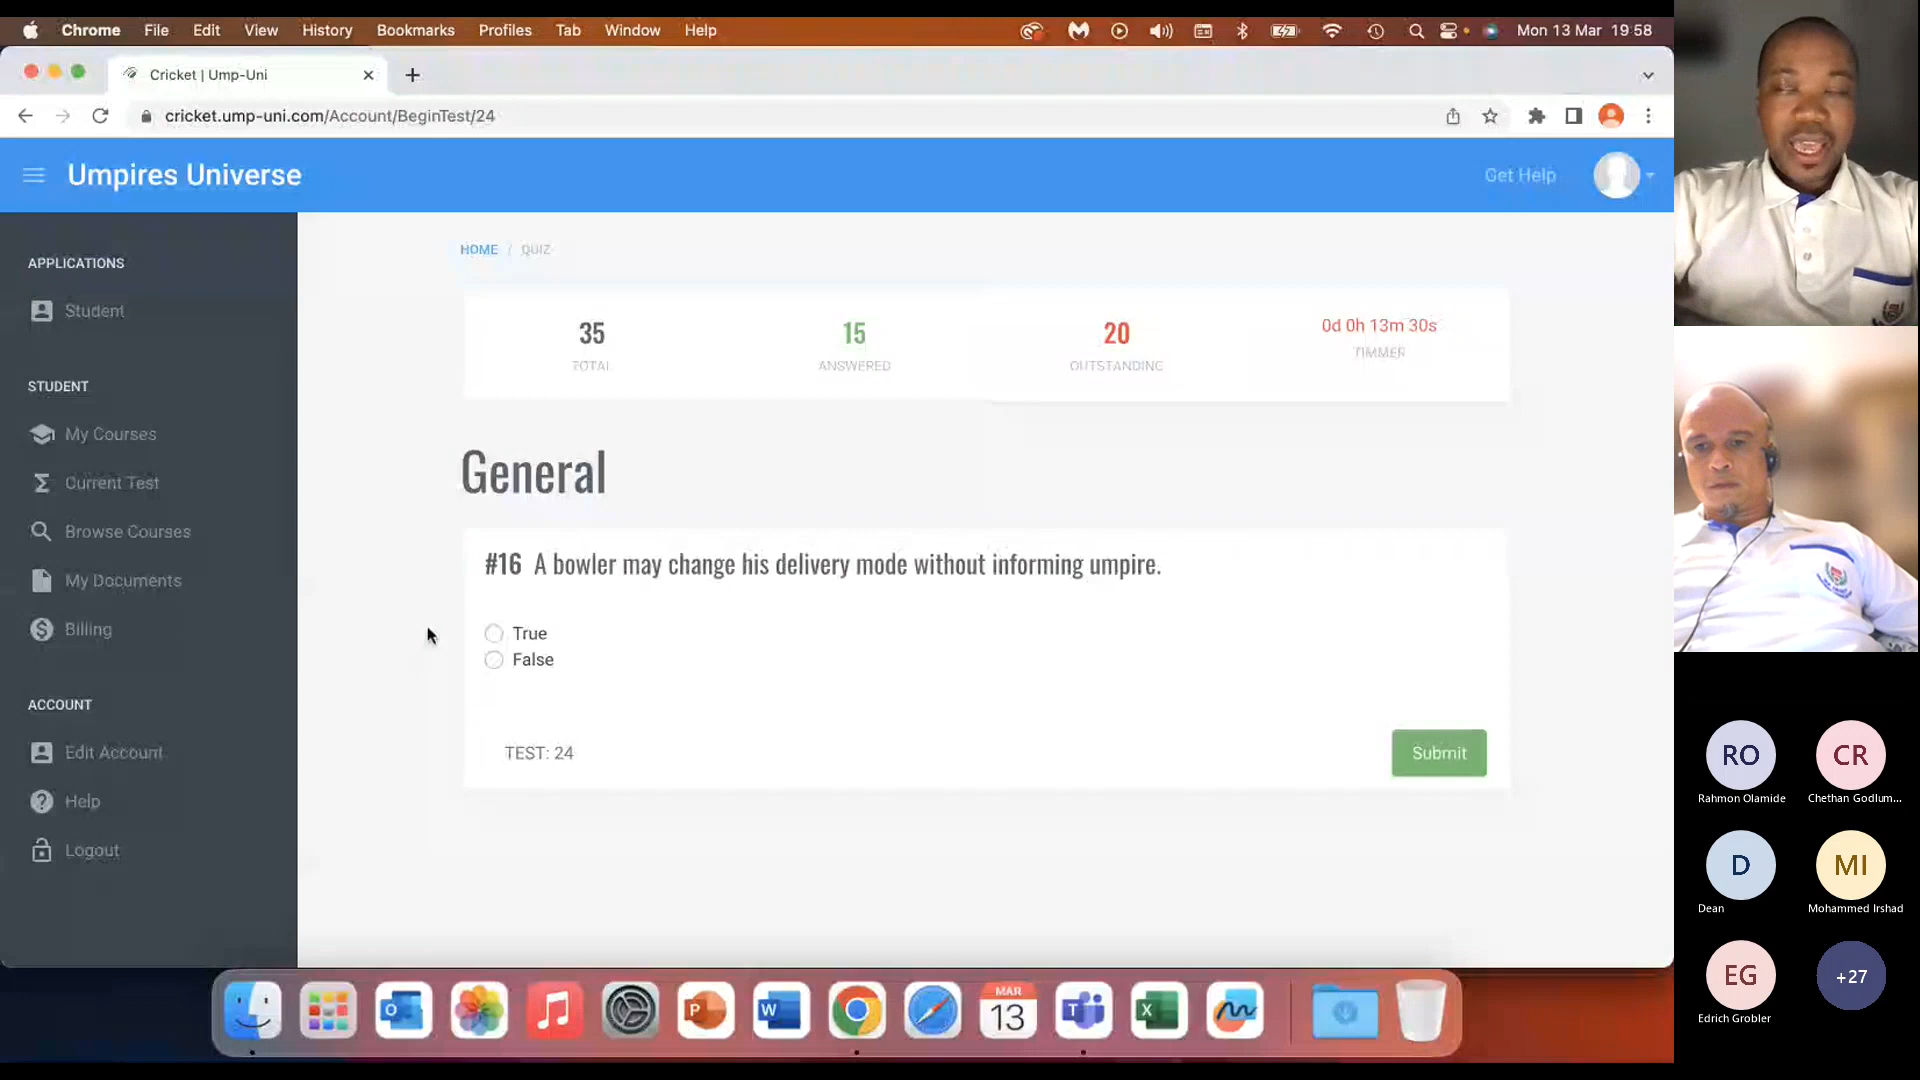 Chrome File Edit View History Bookmarks Profiles Tab Window Help Mon 13 Mar 19:58
Cricket | Ump-Uni
cricket.ump-uni.com/Account/BeginTest/24
Umpires Universe
Get Help
APPLICATIONS
Student
STUDENT
My Courses
Current Test
Browse Courses
My Documents
Billing
ACCOUNT
Edit Account
Help
Logout
HOME / QUIZ
35 15 20 0d 0h 13m 30s
TOTAL ANSWERED OUTSTANDING TIMMER
General
#16 A bowler may change his delivery mode without informing umpire.
True
False
TEST: 24
Submit
MAR
13
RO CR
Rahmon Olamide Chethan Godlum...
D MI
Dean Mohammed Irshad
EG +27
Edrich Grobler